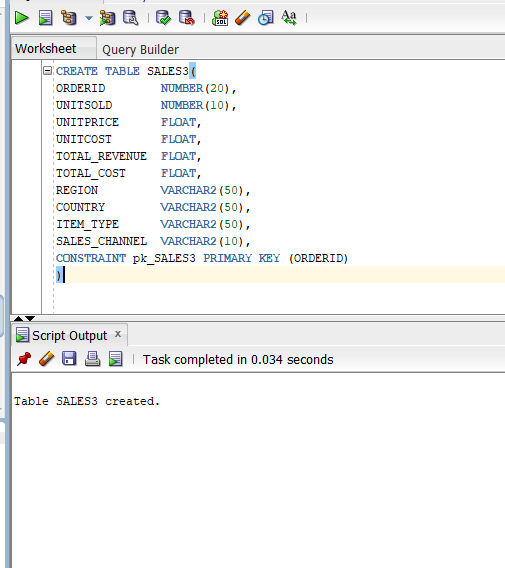 Worksheet Query Builder
CREATE TABLE SALES3(
ORDERID NUMBER(20),
UNITSOLD NUMBER(10),
UNITPRICE FLOAT,
UNITCOST FLOAT,
TOTAL_REVENUE FLOAT,
TOTAL_COST FLOAT,
REGION VARCHAR2(50),
COUNTRY VARCHAR2(50),
ITEM_TYPE VARCHAR2(50),
SALES_CHANNEL VARCHAR2(10),
CONSTRAINT pk_SALES3 PRIMARY KEY (ORDERID)
)
Script Output x
Task completed in 0.034 seconds
Table SALES3 created.